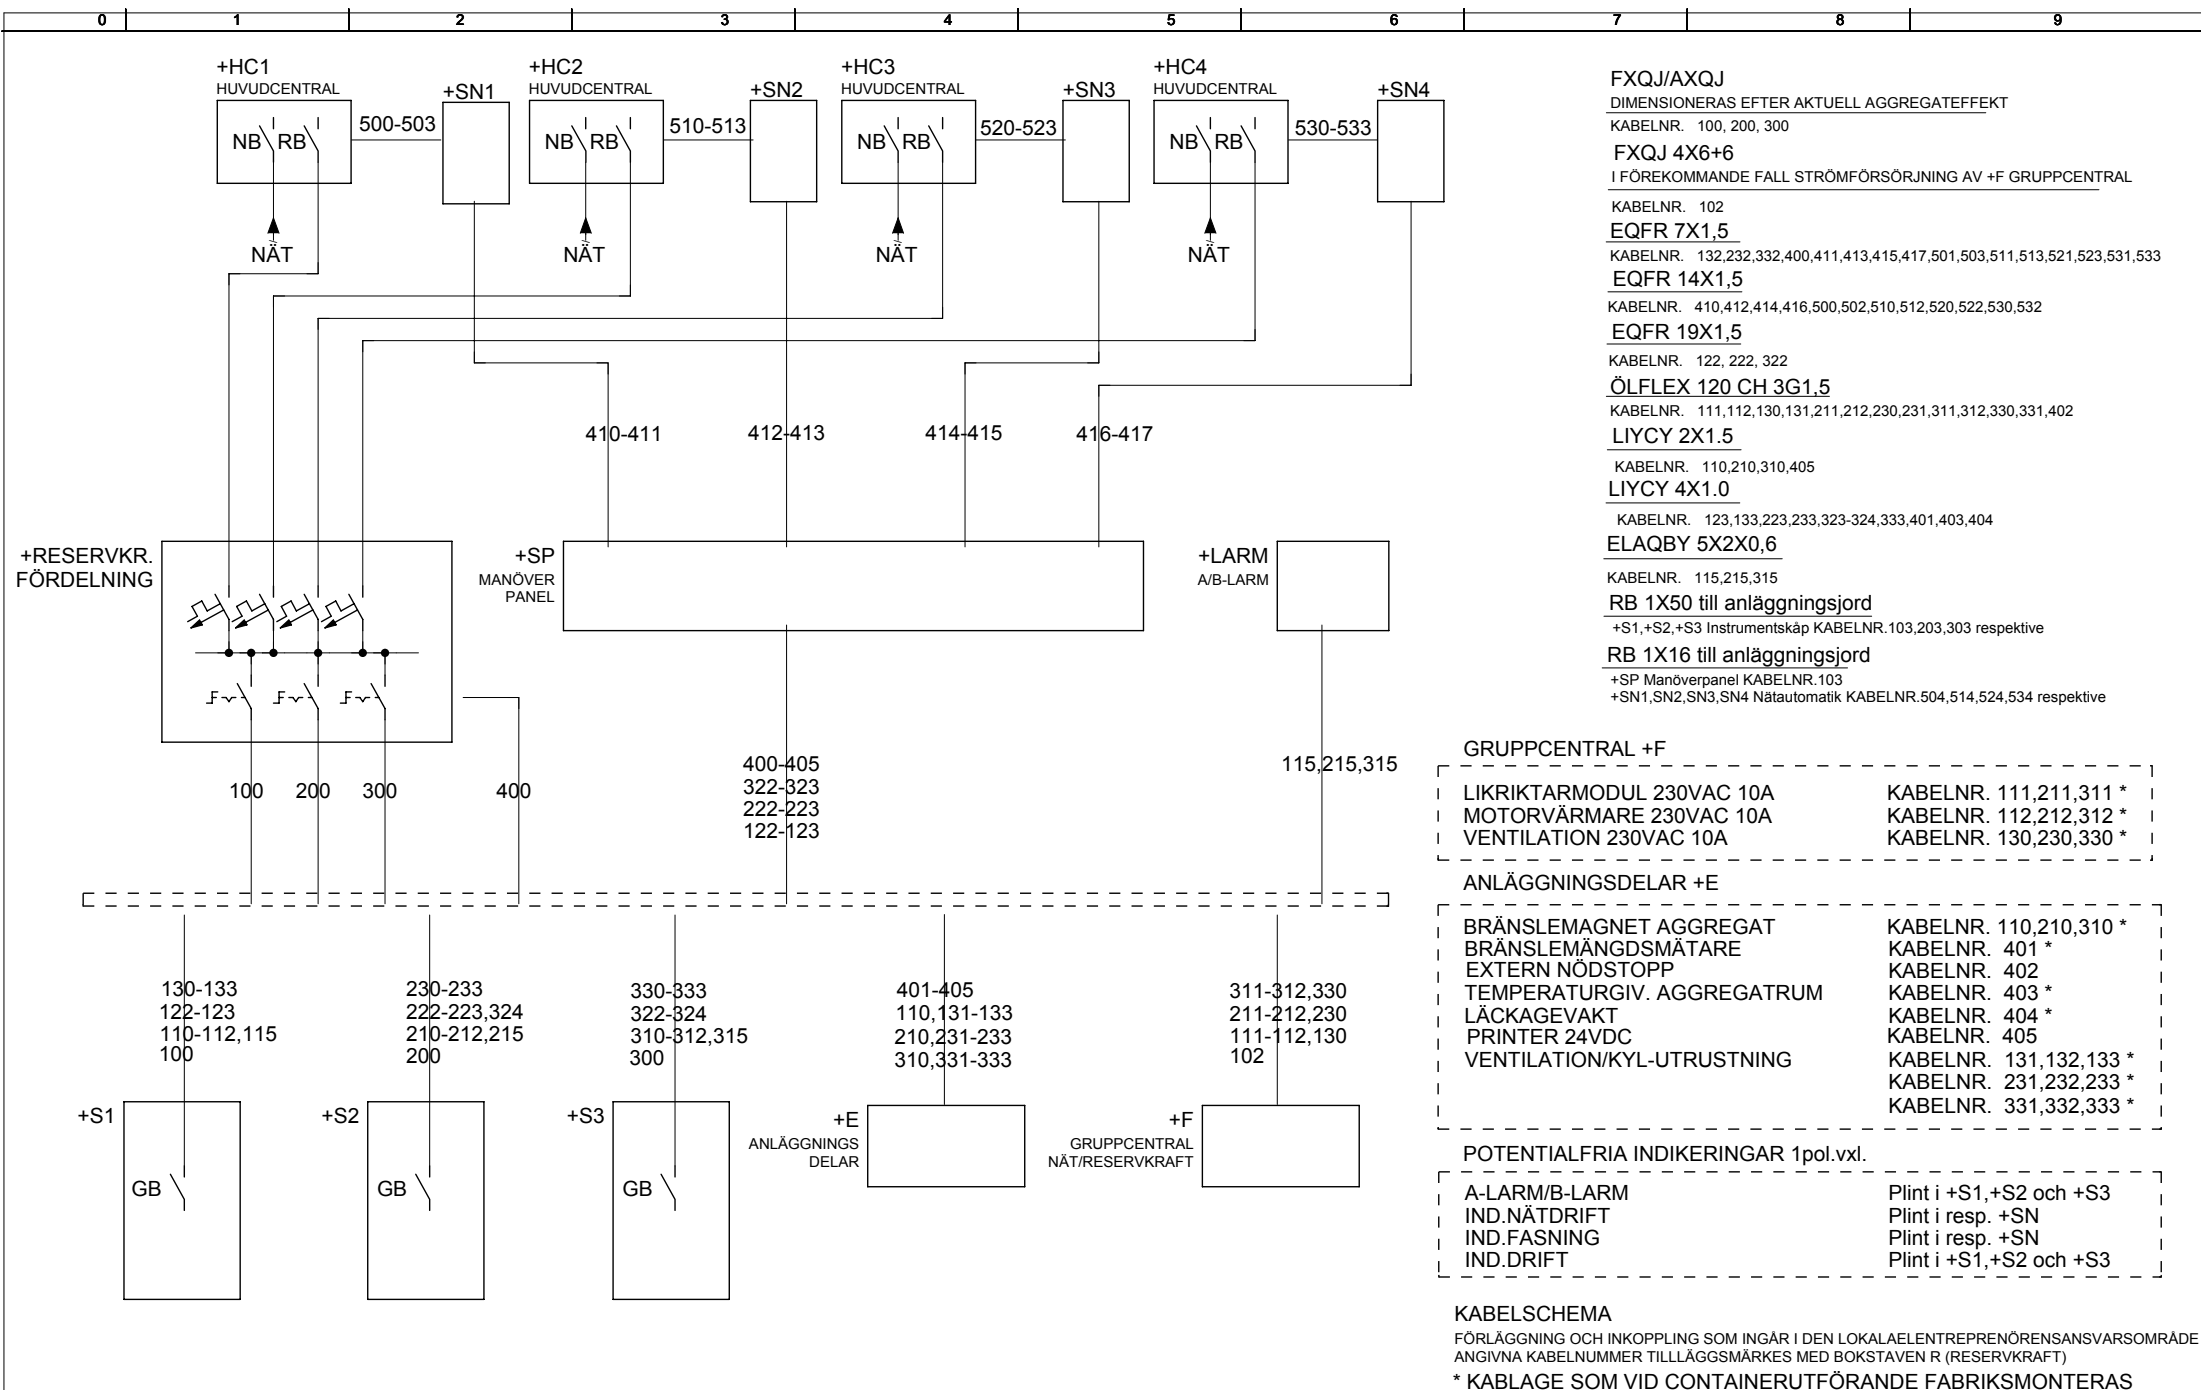 0 1 2 3 4 5 6 7 8 9
+HC1
HUVUDCENTRAL
+SN1
NB RB
500-503
NÄT
+HC2
HUVUDCENTRAL
+SN2
NB RB
510-513
NÄT
+HC3
HUVUDCENTRAL
+SN3
NB RB
520-523
NÄT
+HC4
HUVUDCENTRAL
+SN4
NB RB
530-533
NÄT
410-411
412-413
414-415
416-417
+RESERVKR.
FÖRDELNING
+SP
MANÖVER
PANEL
+LARM
A/B-LARM
100
200
300
400
400-405
322-323
222-223
122-123
115,215,315
130-133
122-123
110-112,115
100
230-233
222-223,324
210-212,215
200
330-333
322-324
310-312,315
300
401-405
110,131-133
210,231-233
310,331-333
311-312,330
211-212,230
111-112,130
102
+S1
GB
+S2
GB
+S3
GB
+E
ANLÄGGNINGS
DELAR
+F
GRUPPCENTRAL
NÄT/RESERVKRAFT
FXQJ/AXQJ
DIMENSIONERAS EFTER AKTUELL AGGREGATEFFEKT
KABELNR. 100, 200, 300
FXQJ 4X6+6
I FÖREKOMMANDE FALL STRÖMFÖRSÖRJNING AV +F GRUPPCENTRAL
KABELNR. 102
EQFR 7X1,5
KABELNR. 132,232,332,400,411,413,415,417,501,503,511,513,521,523,531,533
EQFR 14X1,5
KABELNR. 410,412,414,416,500,502,510,512,520,522,530,532
EQFR 19X1,5
KABELNR. 122, 222, 322
ÖLFLEX 120 CH 3G1,5
KABELNR. 111,112,130,131,211,212,230,231,311,312,330,331,402
LIYCY 2X1.5
KABELNR. 110,210,310,405
LIYCY 4X1.0
KABELNR. 123,133,223,233,323-324,333,401,403,404
ELAQBY 5X2X0,6
KABELNR. 115,215,315
RB 1X50 till anläggningsjord
+S1,+S2,+S3 Instrumentskåp KABELNR.103,203,303 respektive
RB 1X16 till anläggningsjord
+SP Manöverpanel KABELNR.103
+SN1,SN2,SN3,SN4 Nätautomatik KABELNR.504,514,524,534 respektive
GRUPPCENTRAL +F
LIKRIKTARMODUL 230VAC 10A KABELNR. 111,211,311 *
MOTORVÄRMARE 230VAC 10A KABELNR. 112,212,312 *
VENTILATION 230VAC 10A KABELNR. 130,230,330 *
ANLÄGGNINGSDELAR +E
BRÄNSLEMAGNET AGGREGAT KABELNR. 110,210,310 *
BRÄNSLEMÄNGDSMÄTARE KABELNR. 401 *
EXTERN NÖDSTOPP KABELNR. 402
TEMPERATURGIV. AGGREGATRUM KABELNR. 403 *
LÄCKAGEVAKT KABELNR. 404 *
PRINTER 24VDC KABELNR. 405
VENTILATION/KYL-UTRUSTNING KABELNR. 131,132,133 *
KABELNR. 231,232,233 *
KABELNR. 331,332,333 *
POTENTIALFRIA INDIKERINGAR 1pol.vxl.
A-LARM/B-LARM Plint i +S1,+S2 och +S3
IND.NÄTDRIFT Plint i resp. +SN
IND.FASNING Plint i resp. +SN
IND.DRIFT Plint i +S1,+S2 och +S3
KABELSCHEMA
FÖRLÄGGNING OCH INKOPPLING SOM INGÅR I DEN LOKALAELENTREPRENÖRENSANSVARSOMRÅDE
ANGIVNA KABELNUMMER TILLLÄGGSMÄRKES MED BOKSTAVEN R (RESERVKRAFT)
* KABLAGE SOM VID CONTAINERUTFÖRANDE FABRIKSMONTERAS